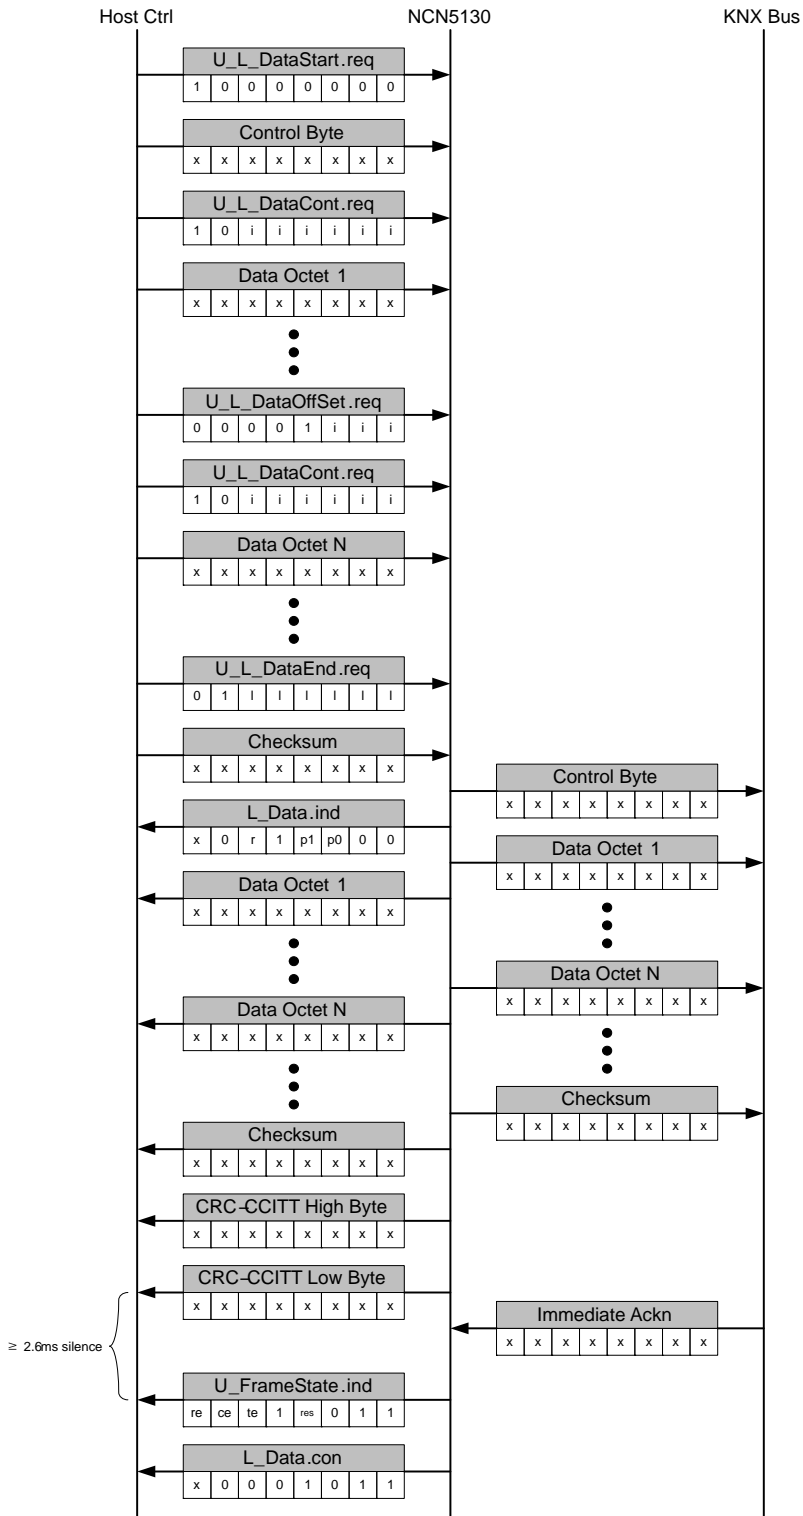 Host Ctrl NCN5130 KNX Bus
U_L_DataStart.req
1 0 0 0 0 0 0 0
Control Byte
x x x x x x x x
U_L_DataCont.req
1 0 i i i i i i
Data Octet 1
x x x x x x x x
U_L_DataOffSet.req
0 0 0 0 1 i i i
U_L_DataCont.req
1 0 i i i i i i
Data Octet N
x x x x x x x x
U_L_DataEnd.req
0 1 l l l l l l
Checksum
x x x x x x x x
Control Byte
x x x x x x x x
L_Data.ind
x 0 r 1 p1 p0 0 0
Data Octet 1
x x x x x x x x
Data Octet 1
x x x x x x x x
Data Octet N
x x x x x x x x
Data Octet N
x x x x x x x x
Checksum
x x x x x x x x
Checksum
x x x x x x x x
CRC-CCITT High Byte
x x x x x x x x
CRC-CCITT Low Byte
x x x x x x x x
Immediate Ackn
x x x x x x x x
≥ 2.6ms silence
U_FrameState.ind
re ce te 1 res 0 1 1
L_Data.con
x 0 0 0 1 0 1 1